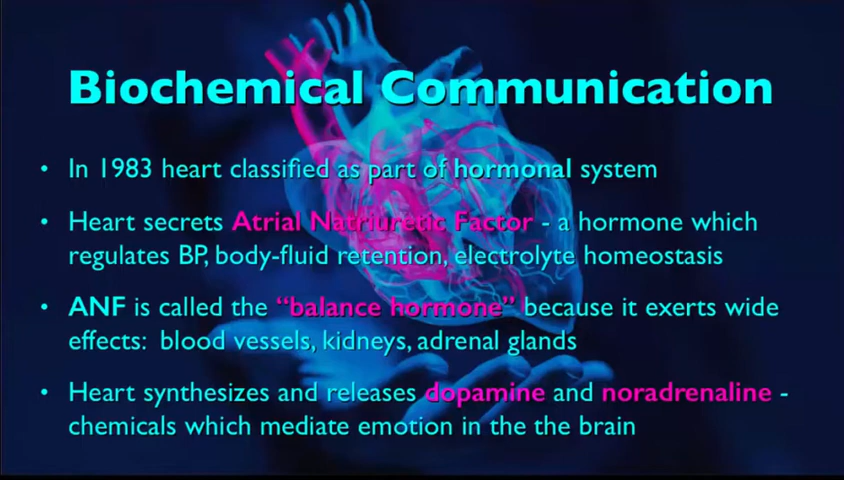 Biochemical Communication
• In 1983 heart classified as part of hormonal system
• Heart secrets Atrial Natriuretic Factor - a hormone which
regulates BP, body-fluid retention, electrolyte homeostasis
• ANF is called the “balance hormone” because it exerts wide
effects: blood vessels, kidneys, adrenal glands
• Heart synthesizes and releases dopamine and noradrenaline -
chemicals which mediate emotion in the the brain